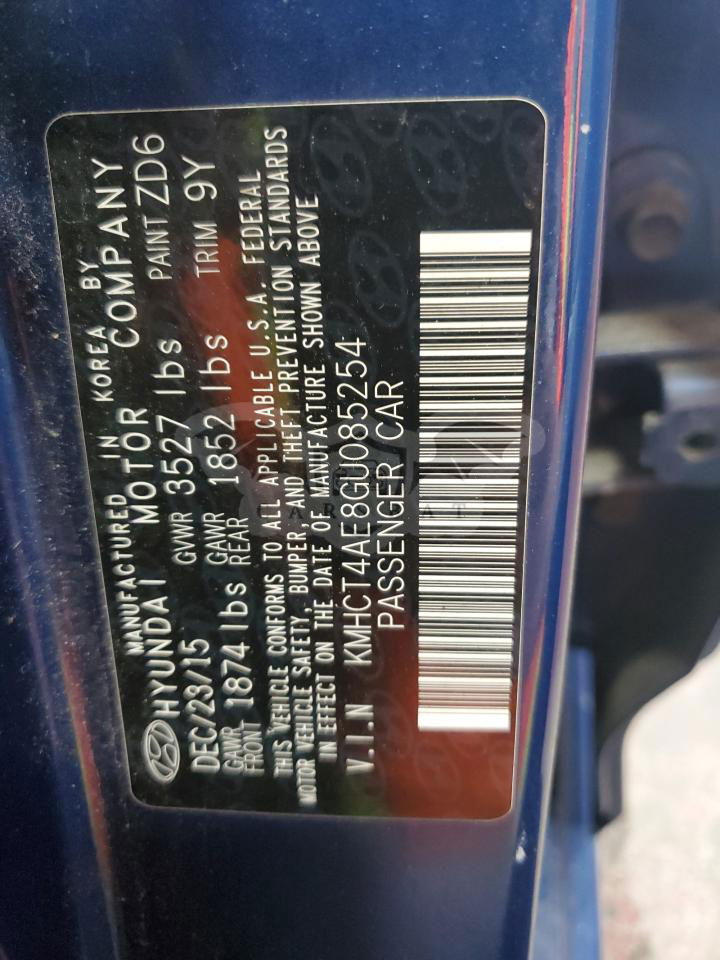 MANUFACTURED IN KOREA BY
HYUNDAI MOTOR COMPANY
DEC/23/15 GVWR 3527 lbs PAINT ZD6
GAWR FRONT 1874 lbs GAWR REAR 1852 lbs TRIM 9Y
THIS VEHICLE CONFORMS TO ALL APPLICABLE U.S.A. FEDERAL
MOTOR VEHICLE SAFETY, BUMPER, AND THEFT PREVENTION STANDARDS
IN EFFECT ON THE DATE OF MANUFACTURE SHOWN ABOVE
V.I.N KMHCT4AE8GU085254
PASSENGER CAR